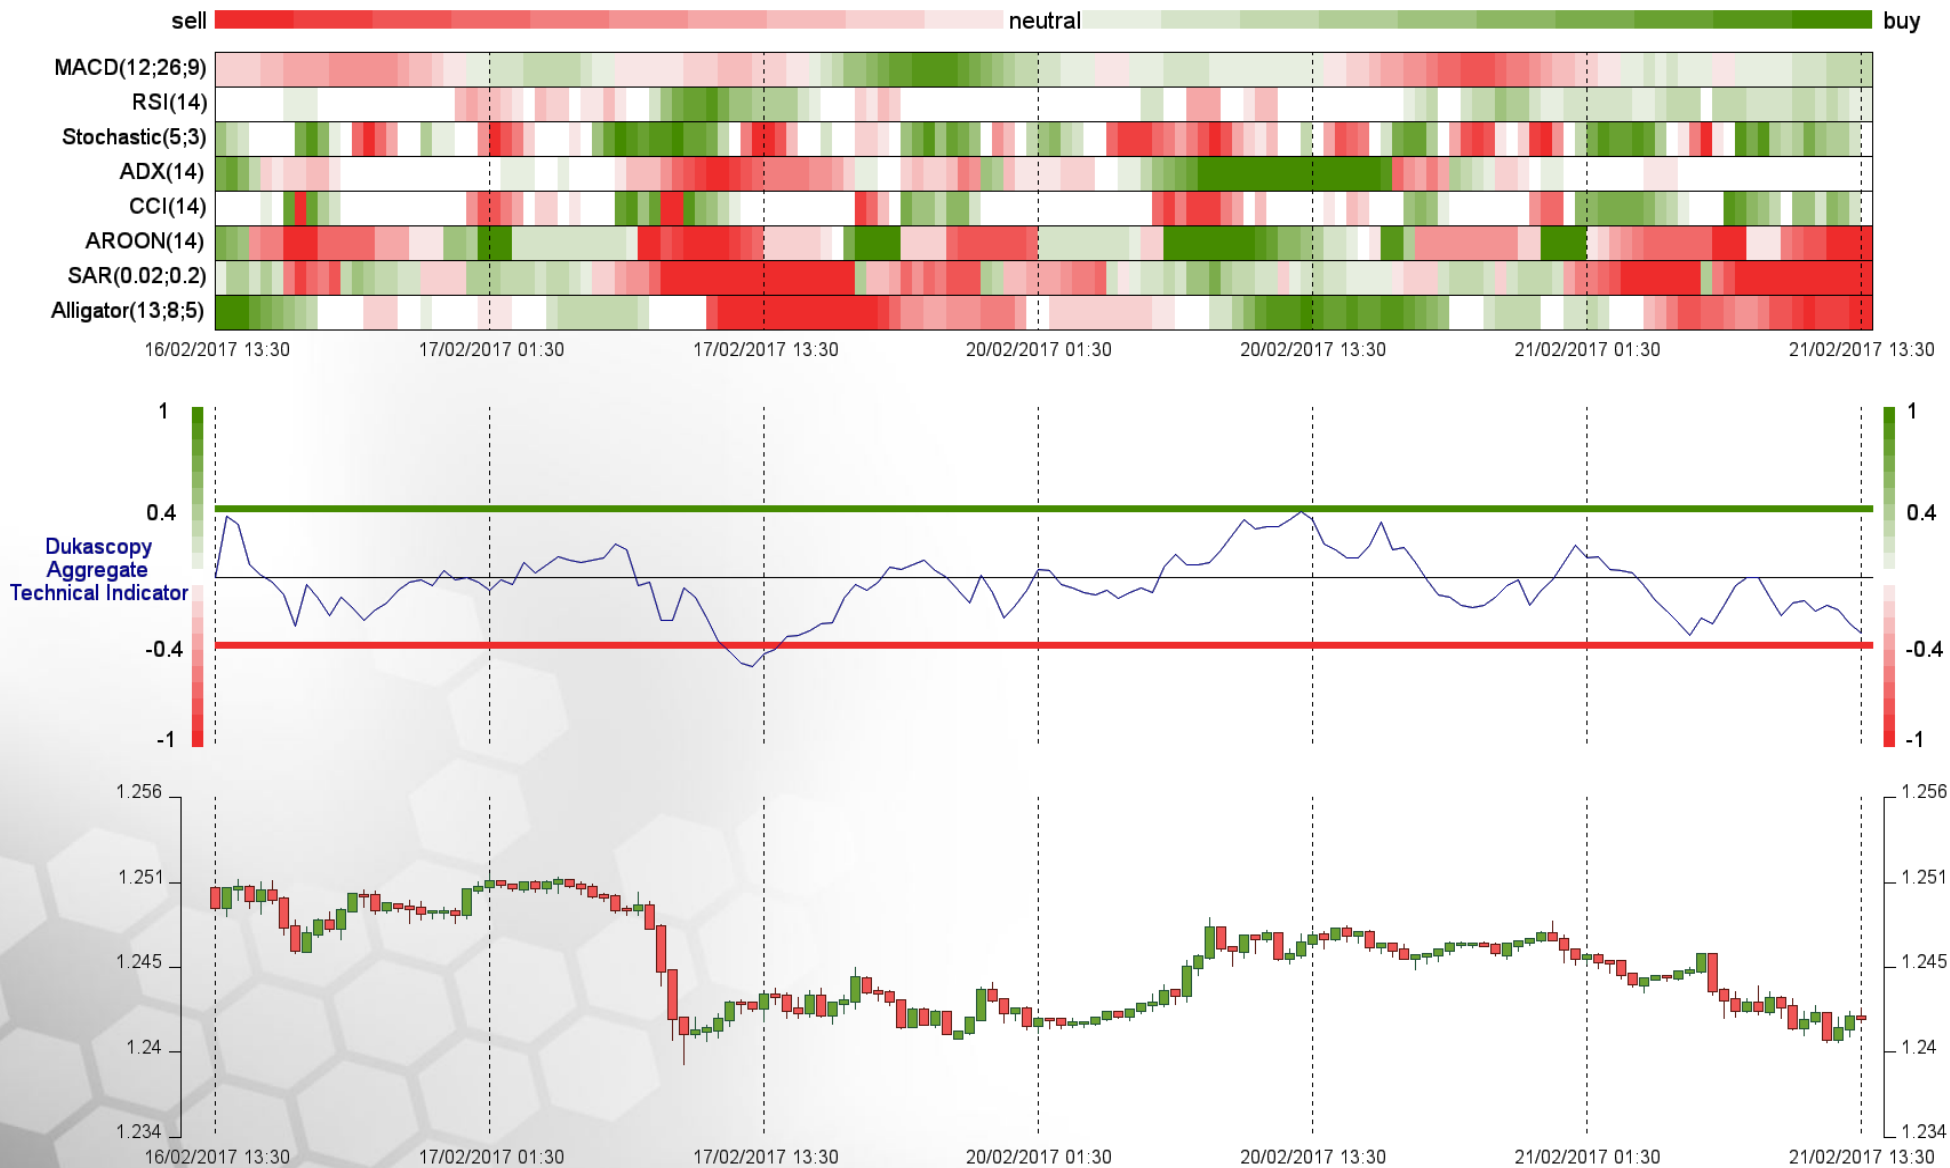 sell neutral buy
MACD(12;26;9)
RSI(14)
Stochastic(5;3)
ADX(14)
CCI(14)
AROON(14)
SAR(0.02;0.2)
Alligator(13;8;5)
16/02/2017 13:30 17/02/2017 01:30 17/02/2017 13:30 20/02/2017 01:30 20/02/2017 13:30 21/02/2017 01:30 21/02/2017 13:30
1 1
0.4 0.4
Dukascopy
Aggregate
Technical Indicator
-0.4 -0.4
-1 -1
1.256 1.256
1.251 1.251
1.245 1.245
1.24 1.24
1.234 1.234
16/02/2017 13:30 17/02/2017 01:30 17/02/2017 13:30 20/02/2017 01:30 20/02/2017 13:30 21/02/2017 01:30 21/02/2017 13:30